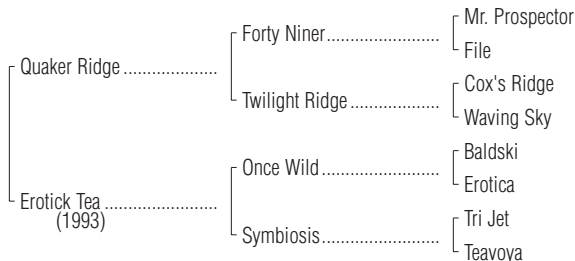 Mr. Prospector
Forty Niner
File
Quaker Ridge
Cox's Ridge
Twilight Ridge
Waving Sky
Baldski
Once Wild
Erotica
Erotick Tea
(1993)
Tri Jet
Symbiosis
Teavoya